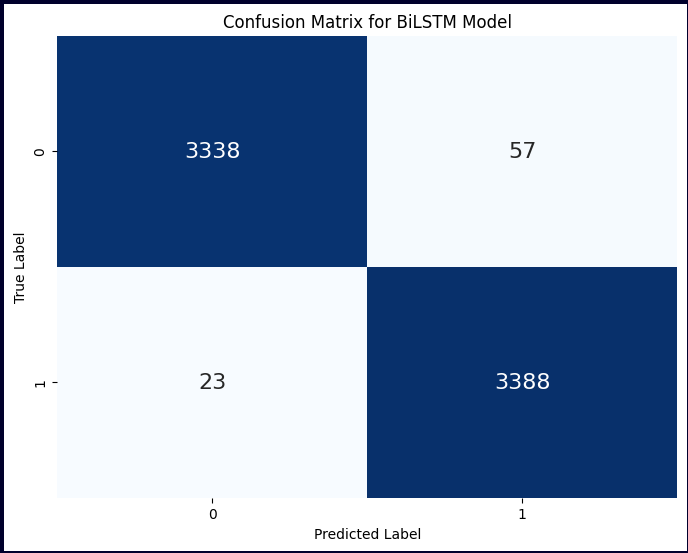 Confusion Matrix for BiLSTM Model
True Label
0
3338
57
1
23
3388
0
1
Predicted Label